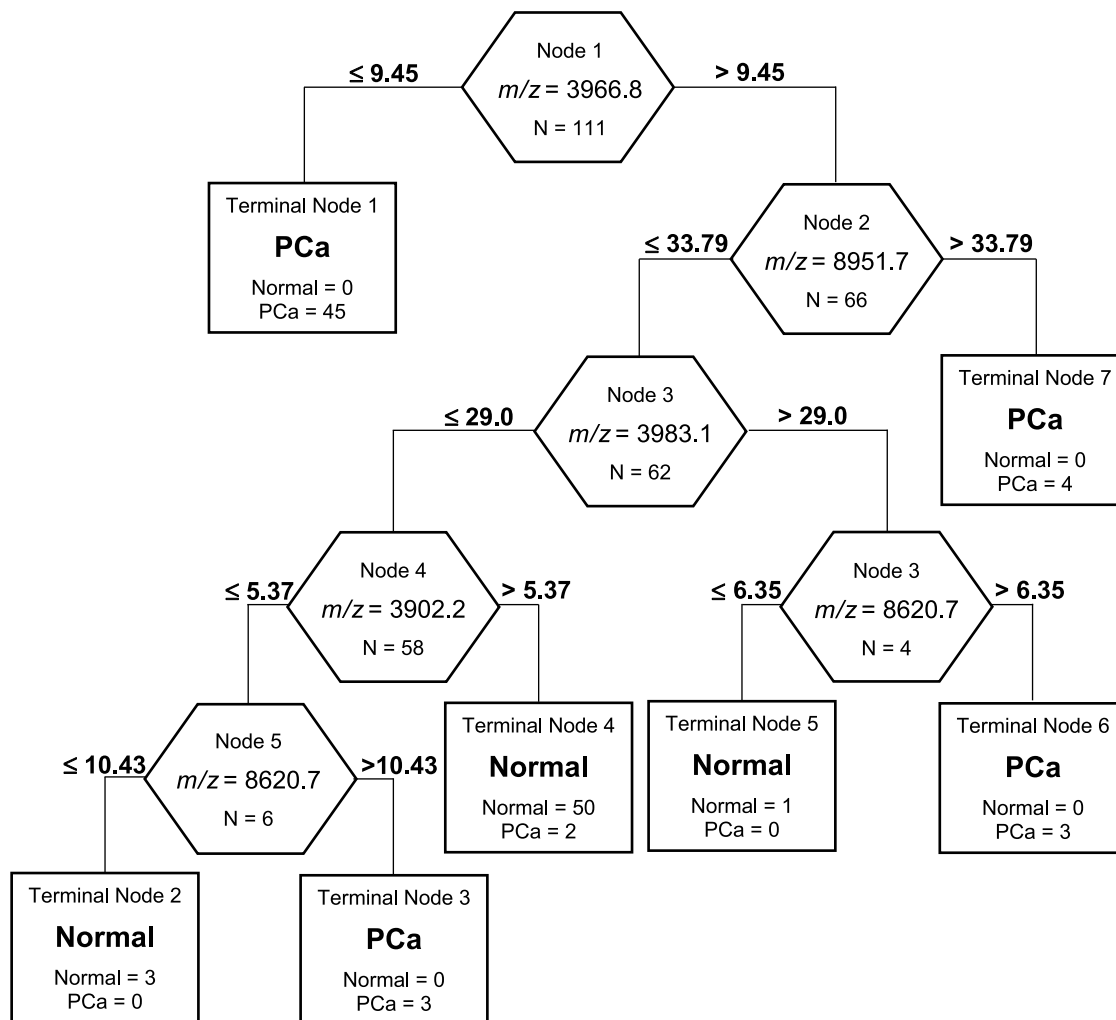 Node 1
≤ 9.45
> 9.45
m/z = 3966.8
N = 111
Terminal Node 1
PCa
Normal = 0
PCa = 45
Node 2
≤ 33.79
> 33.79
m/z = 8951.7
N = 66
Node 3
≤ 29.0
> 29.0
m/z = 3983.1
N = 62
Terminal Node 7
PCa
Normal = 0
PCa = 4
Node 4
≤ 5.37
> 5.37
m/z = 3902.2
N = 58
Node 3
≤ 6.35
> 6.35
m/z = 8620.7
N = 4
Node 5
≤ 10.43
>10.43
m/z = 8620.7
N = 6
Terminal Node 4
Normal
Normal = 50
PCa = 2
Terminal Node 5
Normal
Normal = 1
PCa = 0
Terminal Node 6
PCa
Normal = 0
PCa = 3
Terminal Node 2
Normal
Normal = 3
PCa = 0
Terminal Node 3
PCa
Normal = 0
PCa = 3